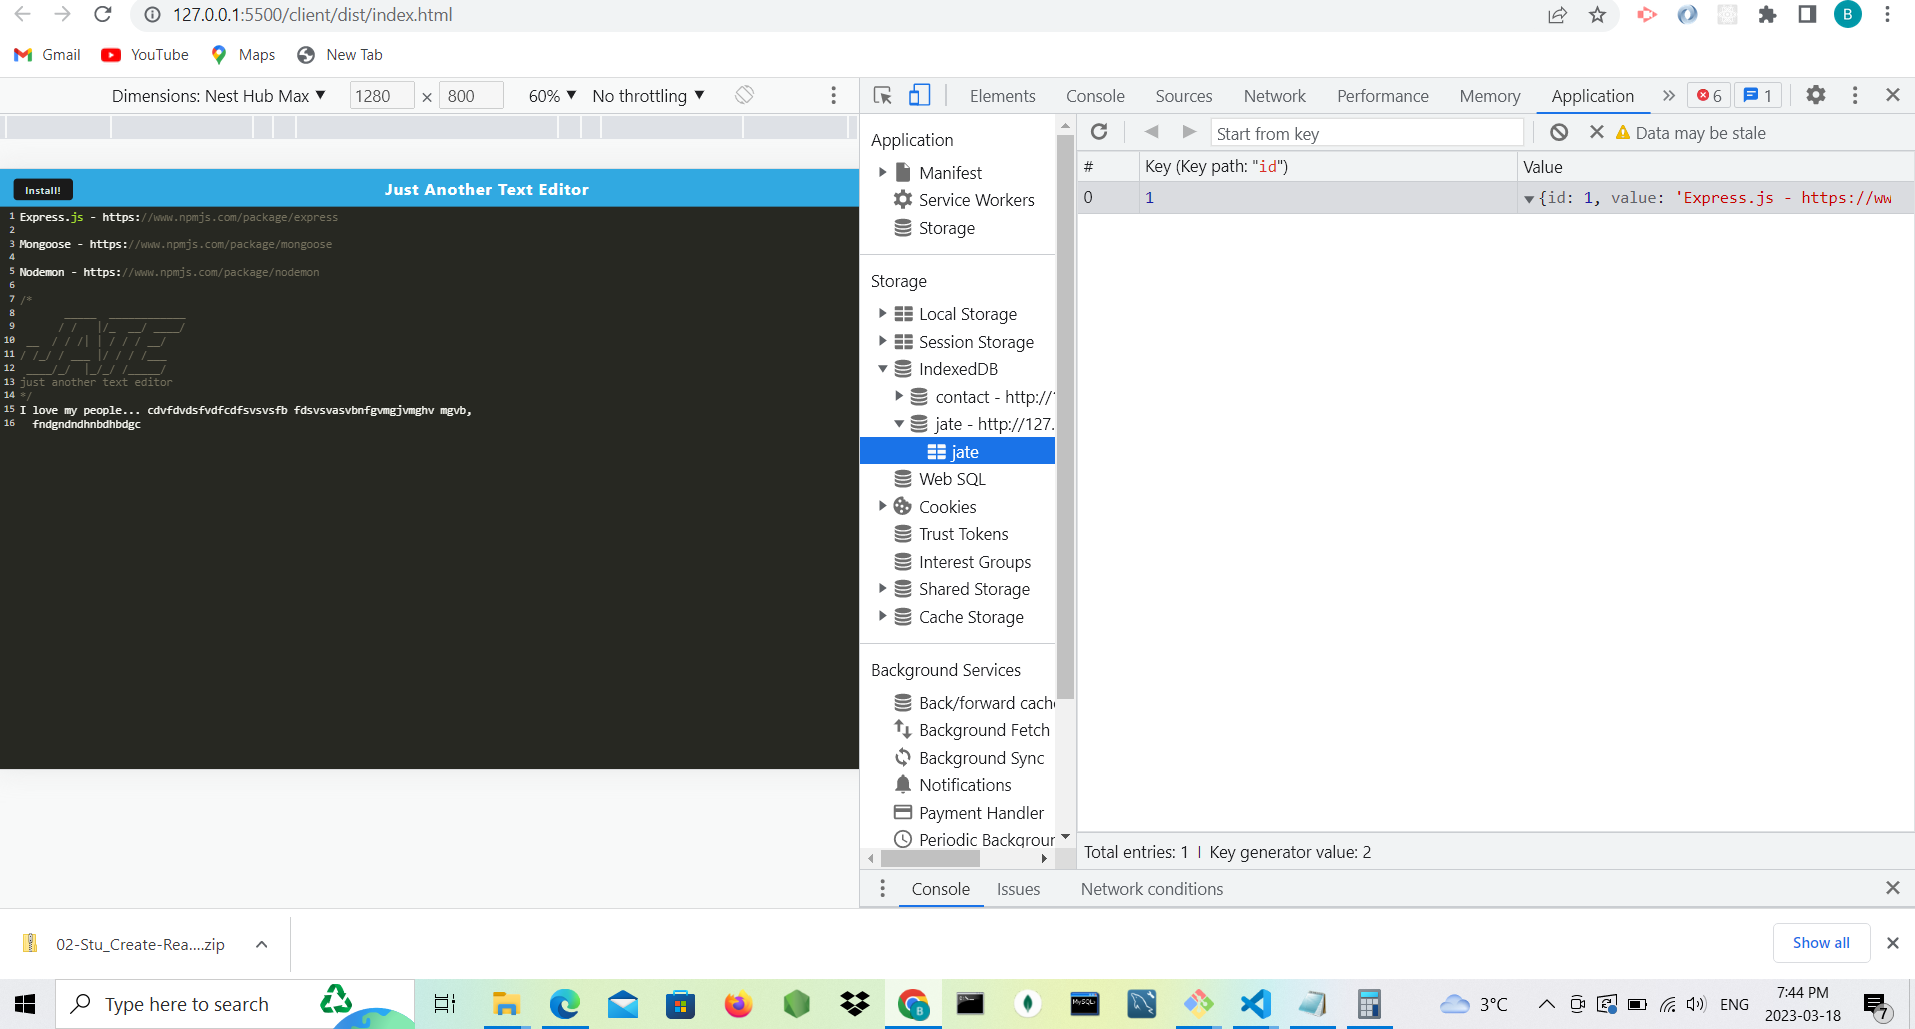 127.0.0.1:5500/client/dist/index.html
B
Gmail YouTube Maps New Tab
Dimensions: Nest Hub Max ▼ 1280 × 800 60% ▼ No throttling ▼
Elements Console Sources Network Performance Memory Application » 6 1
Install! Just Another Text Editor
1 Express.js - https://www.npmjs.com/package/express
2
3 Mongoose - https://www.npmjs.com/package/mongoose
4
5 Nodemon - https://www.npmjs.com/package/nodemon
6
7 /*
8
9
10
11
12
13 just another text editor
14 */
15 I love my people... cdvfdvdsfvdfcdfsvsvsfb fdsvsvasvbnfgvmgjvmghv mgvb,
16 fndgndndhnbdhbdgc
Application
Manifest
Service Workers
Storage
Storage
Local Storage
Session Storage
IndexedDB
contact - http://
jate - http://127.
jate
Web SQL
Cookies
Trust Tokens
Interest Groups
Shared Storage
Cache Storage
Background Services
Back/forward cache
Background Fetch
Background Sync
Notifications
Payment Handler
Periodic Backgroun
Start from key Data may be stale
# Key (Key path: "id") Value
0 1 {id: 1, value: 'Express.js - https://ww
Total entries: 1 Key generator value: 2
Console Issues Network conditions
02-Stu_Create-Rea....zip Show all
Type here to search
MySQL
B
3°C ENG 7:44 PM
2023-03-18
7